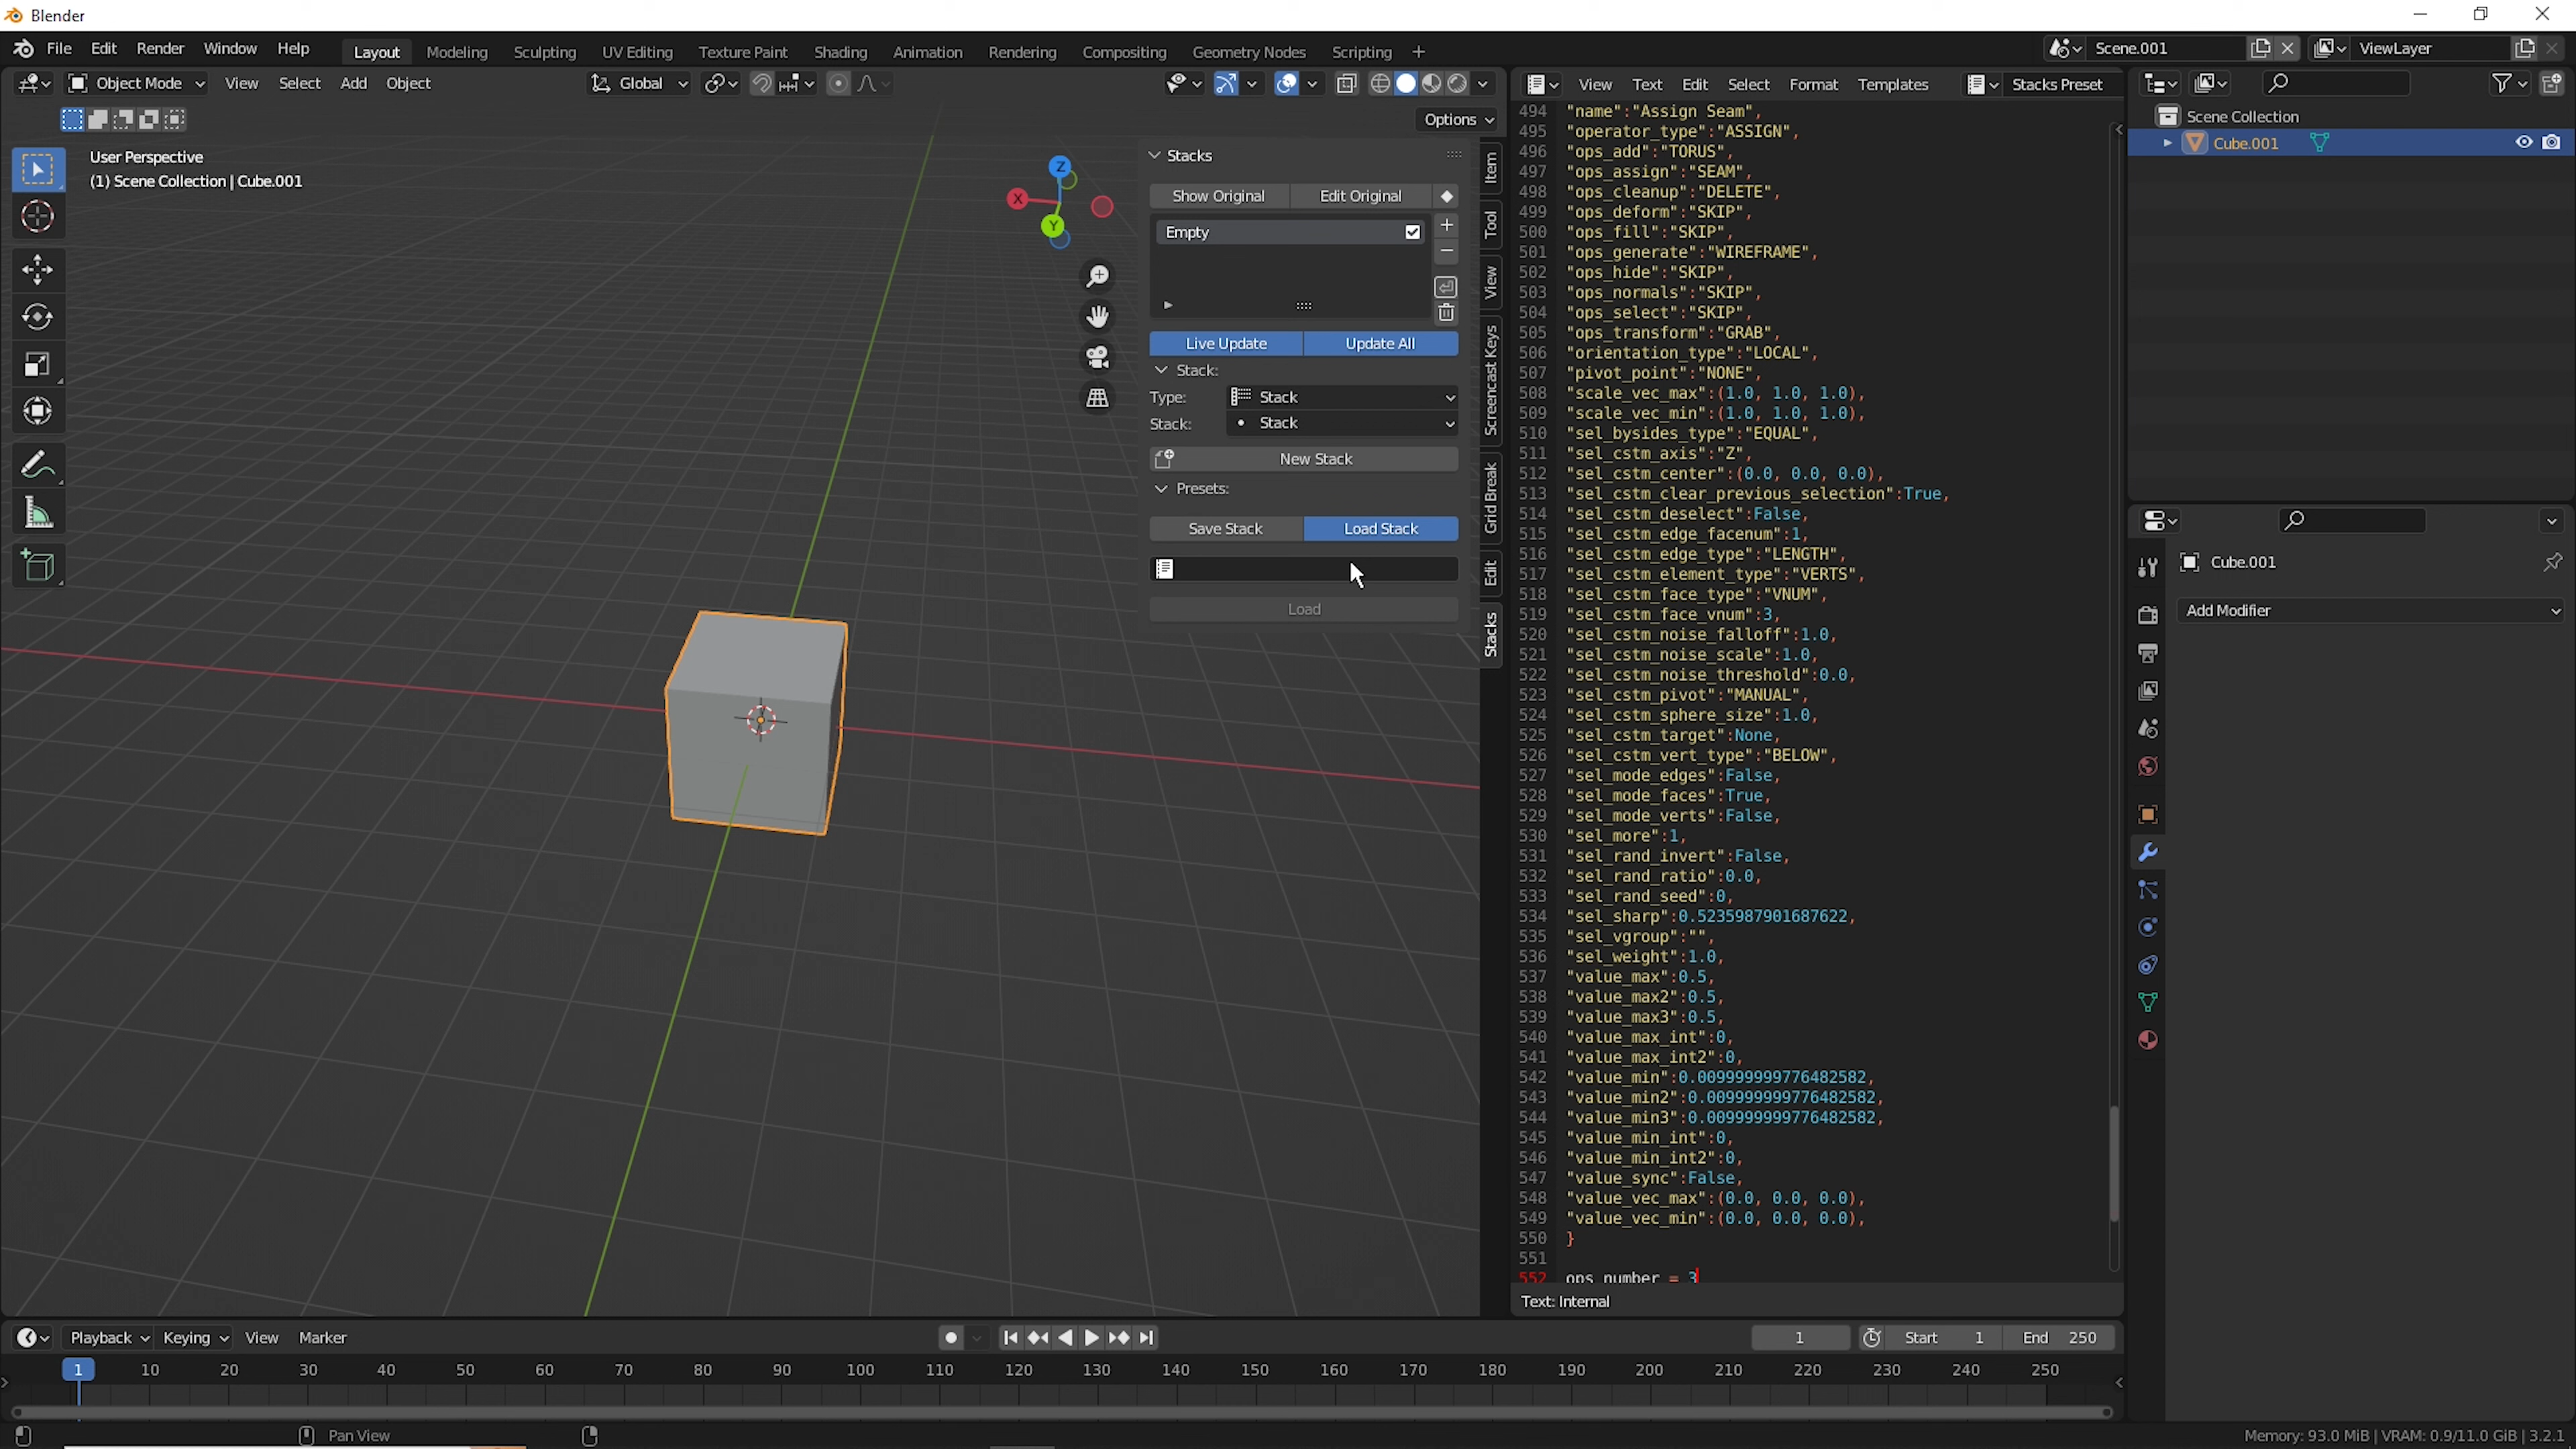 Blender
File Edit Render Window Help Layout Modeling Sculpting UV Editing Texture Paint Shading Animation Rendering Compositing Geometry Nodes Scripting + Scene.001 ViewLayer
Object Mode View Select Add Object Global
Options
User Perspective
(1) Scene Collection | Cube.001
X
Y
Z
Stacks
Show Original Edit Original
Empty
Live Update Update All
Stack:
Type: Stack
Stack: Stack
New Stack
Presets:
Save Stack Load Stack
Load
Item
Tool
View
Screencast Keys
Grid Break
Edit
Stacks
View Text Edit Select Format Templates Stacks Preset
494 "name":"Assign Seam",
495 "operator_type":"ASSIGN",
496 "ops_add":"TORUS",
497 "ops_assign":"SEAM",
498 "ops_cleanup":"DELETE",
499 "ops_deform":"SKIP",
500 "ops_fill":"SKIP",
501 "ops_generate":"WIREFRAME",
502 "ops_hide":"SKIP",
503 "ops_normals":"SKIP",
504 "ops_select":"SKIP",
505 "ops_transform":"GRAB",
506 "orientation_type":"LOCAL",
507 "pivot_point":"NONE",
508 "scale_vec_max":(1.0, 1.0, 1.0),
509 "scale_vec_min":(1.0, 1.0, 1.0),
510 "sel_bysides_type":"EQUAL",
511 "sel_cstm_axis":"Z",
512 "sel_cstm_center":(0.0, 0.0, 0.0),
513 "sel_cstm_clear_previous_selection":True,
514 "sel_cstm_deselect":False,
515 "sel_cstm_edge_facenum":1,
516 "sel_cstm_edge_type":"LENGTH",
517 "sel_cstm_element_type":"VERTS",
518 "sel_cstm_face_type":"VNUM",
519 "sel_cstm_face_vnum":3,
520 "sel_cstm_noise_falloff":1.0,
521 "sel_cstm_noise_scale":1.0,
522 "sel_cstm_noise_threshold":0.0,
523 "sel_cstm_pivot":"MANUAL",
524 "sel_cstm_sphere_size":1.0,
525 "sel_cstm_target":None,
526 "sel_cstm_vert_type":"BELOW",
527 "sel_mode_edges":False,
528 "sel_mode_faces":True,
529 "sel_mode_verts":False,
530 "sel_more":1,
531 "sel_rand_invert":False,
532 "sel_rand_ratio":0.0,
533 "sel_rand_seed":0,
534 "sel_sharp":0.5235987901687622,
535 "sel_vgroup":"",
536 "sel_weight":1.0,
537 "value_max":0.5,
538 "value_max2":0.5,
539 "value_max3":0.5,
540 "value_max_int":0,
541 "value_max_int2":0,
542 "value_min":0.009999999776482582,
543 "value_min2":0.009999999776482582,
544 "value_min3":0.009999999776482582,
545 "value_min_int":0,
546 "value_min_int2":0,
547 "value_sync":False,
548 "value_vec_max":(0.0, 0.0, 0.0),
549 "value_vec_min":(0.0, 0.0, 0.0),
550 }
551
552 ops_number = 3
Text: Internal
Scene Collection
Cube.001
Cube.001
Add Modifier
Playback Keying View Marker 1 Start 1 End 250
1 10 20 30 40 50 60 70 80 90 100 110 120 130 140 150 160 170 180 190 200 210 220 230 240 250
Pan View
Memory: 93.0 MiB | VRAM: 0.9/11.0 GiB | 3.2.1